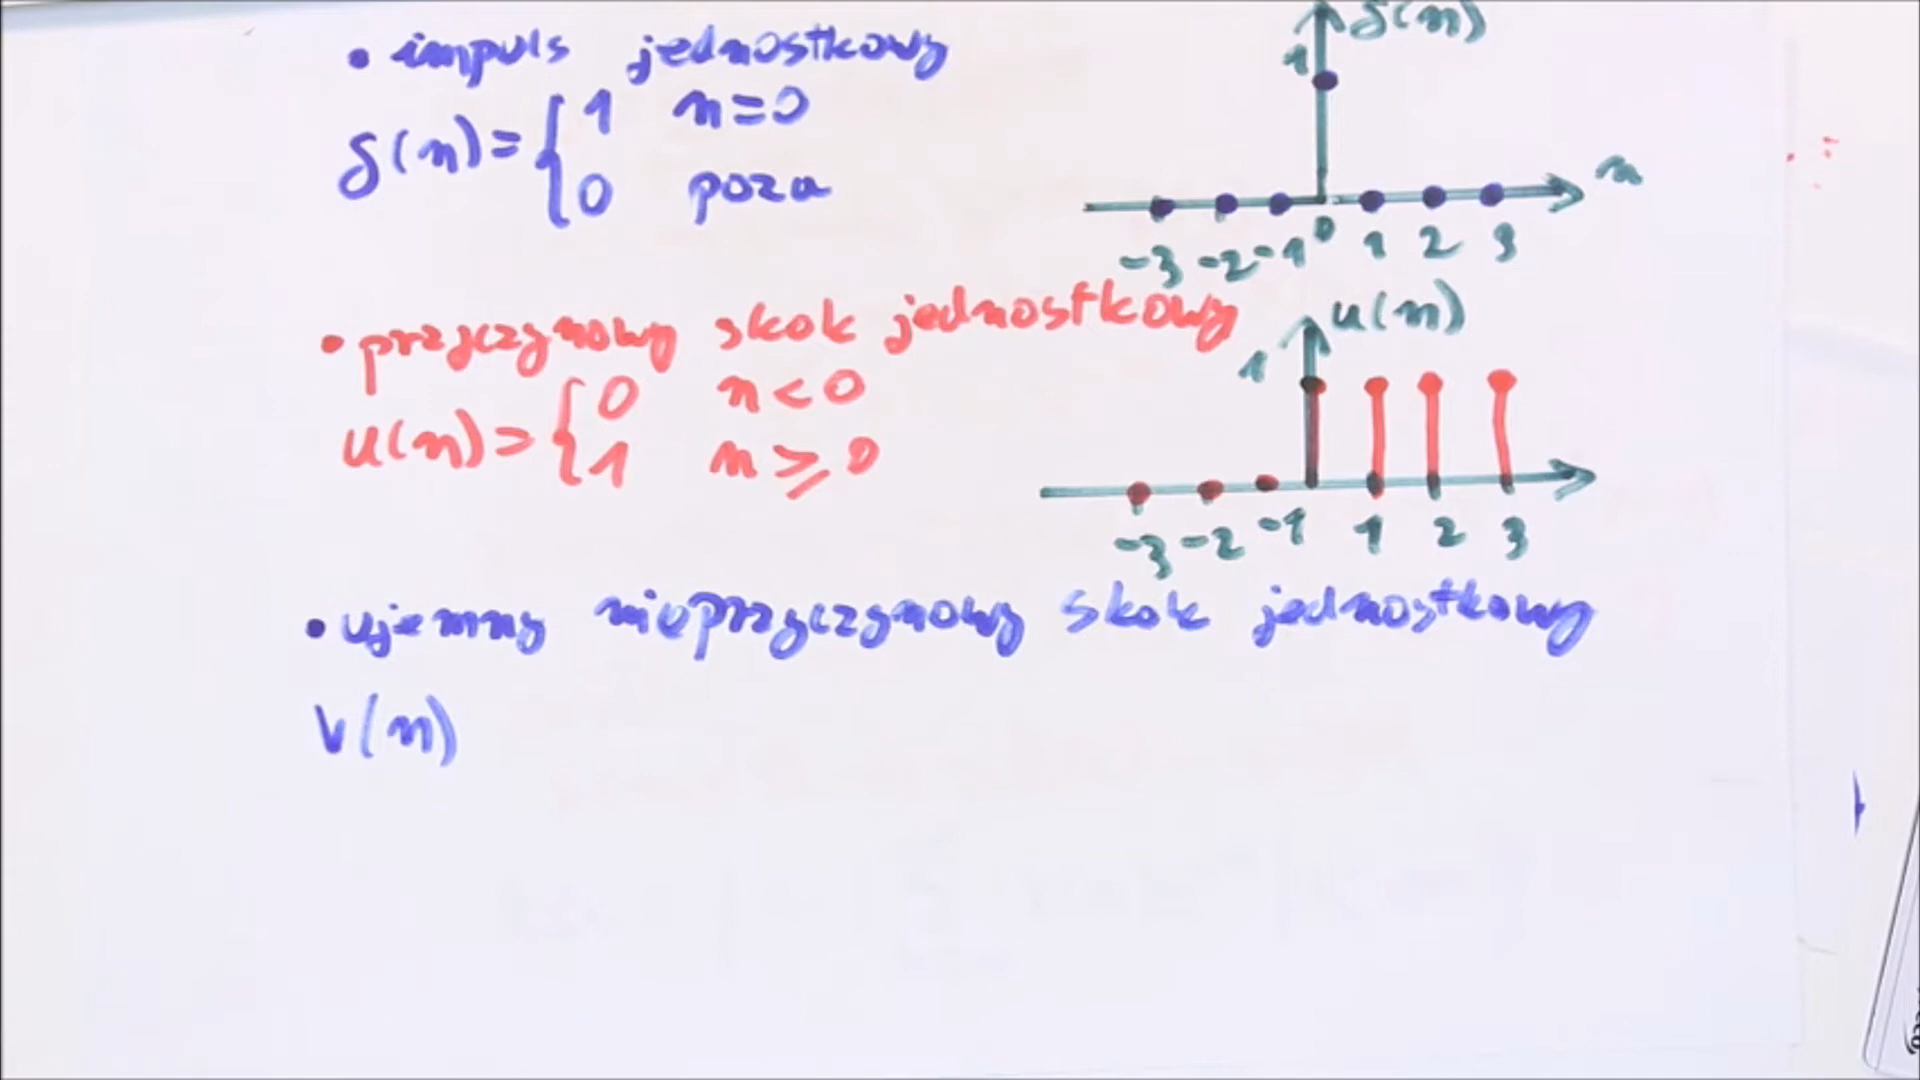 • impuls jednostkowy
δ(n)= { 1 n=0
0 poza
δ(n)
1
n
-3 -2 -1 0 1 2 3
• przyczynowy skok jednostkowy
u(n)= { 0 n<0
1 n⩾0
u(n)
1
-3 -2 -1 1 2 3
• ujemny nieprzyczynowy skok jednostkowy
v(n)